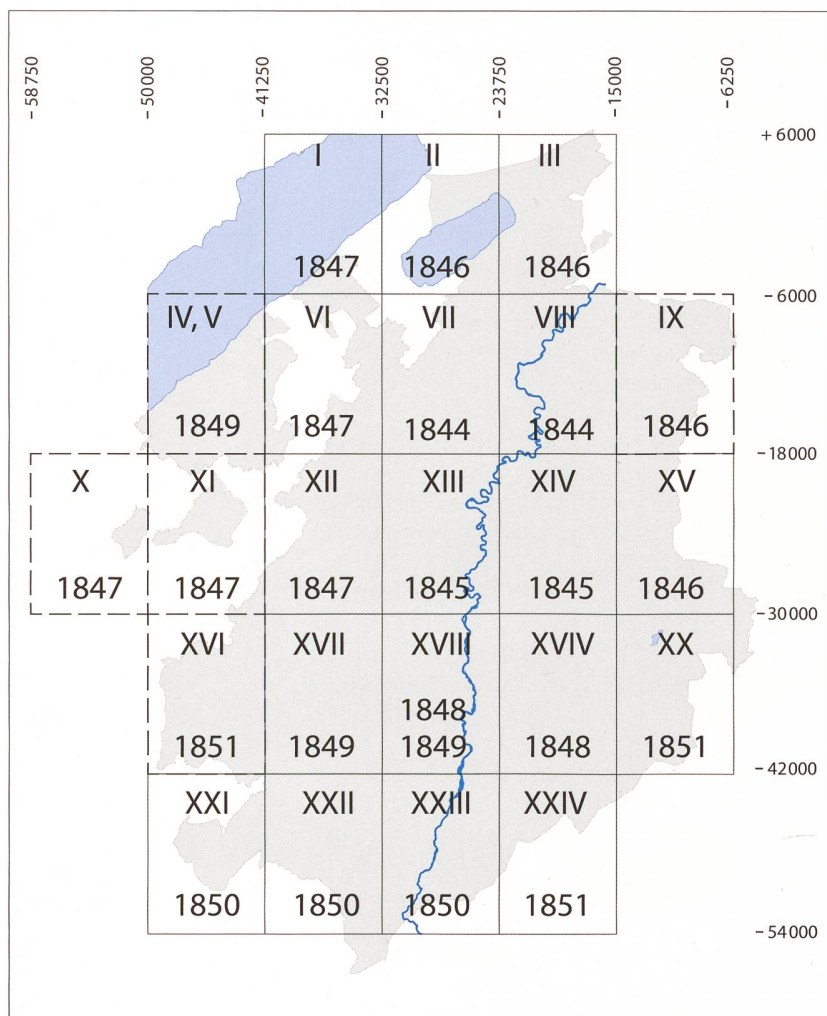 -58750 -50000 -41250 -32500 -23750 -15000 -6250
+6000
I II III
1847 1846 1846
-6000
IV, V VI VII VIII IX
1849 1847 1844 1844 1846
-18000
X XI XII XIII XIV XV
1847 1847 1847 1845 1845 1846
-30000
XVI XVII XVIII XVIV XX
1848
1851 1849 1849 1848 1851
-42000
XXI XXII XXIII XXIV
1850 1850 1850 1851
-54000